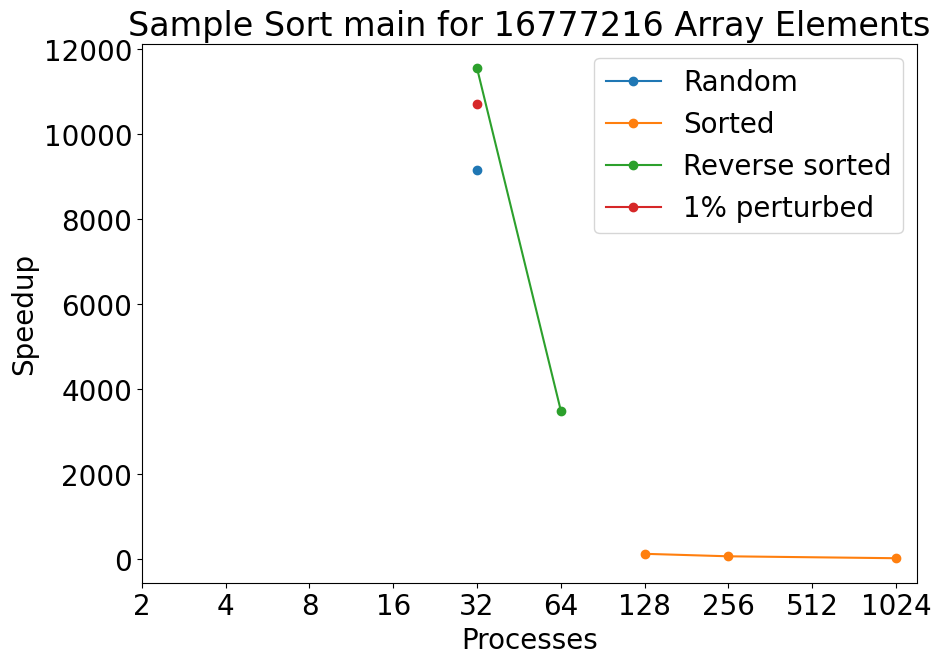 Sample Sort main for 16777216 Array Elements
12000
10000
8000
6000
4000
2000
0
Speedup
Random
Sorted
Reverse sorted
1% perturbed
2 4 8 16 32 64 128 256 512 1024
Processes